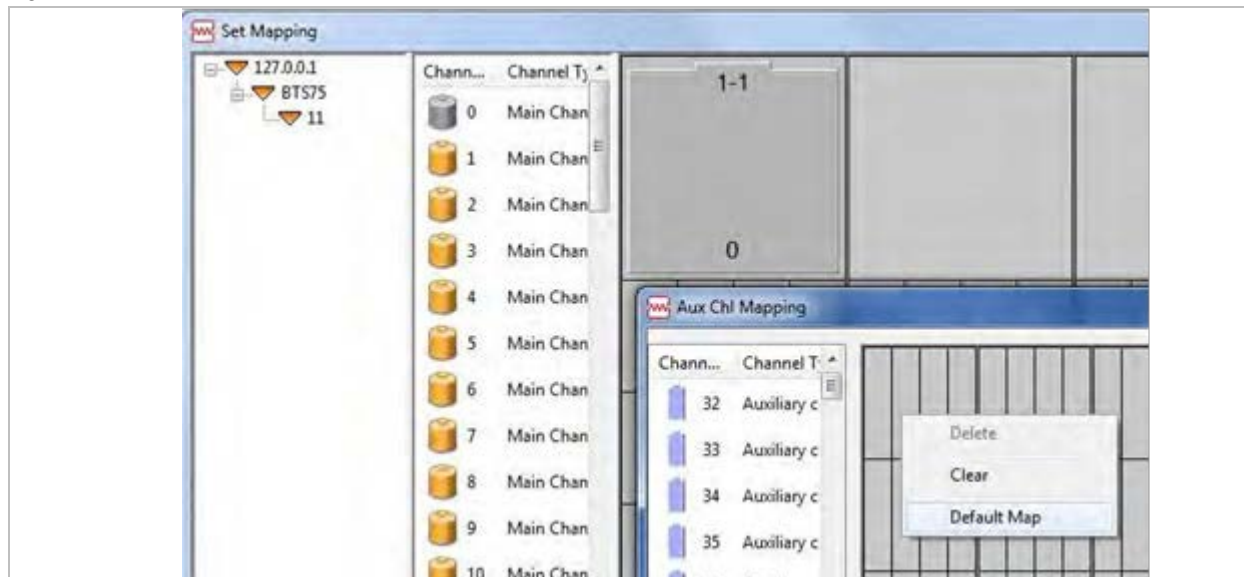 Set Mapping
127.0.0.1
BTS75
11
Chann... Channel Ty
0 Main Chan
1 Main Chan
2 Main Chan
3 Main Chan
4 Main Chan
5 Main Chan
6 Main Chan
7 Main Chan
8 Main Chan
9 Main Chan
10 Main Chan
1-1
0
Aux Chl Mapping
Chann... Channel T
32 Auxiliary c
33 Auxiliary c
34 Auxiliary c
35 Auxiliary c
Delete
Clear
Default Map